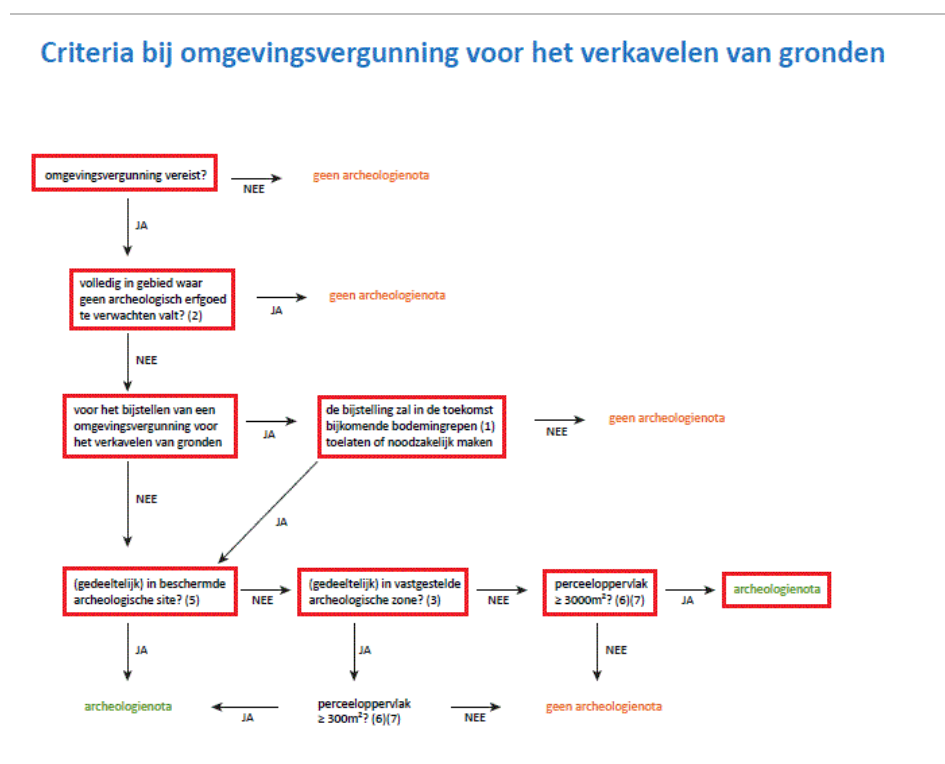 Criteria bij omgevingsvergunning voor het verkavelen van gronden
omgevingsvergunning vereist?
NEE
geen archeologienota
JA
volledig in gebied waar
geen archeologisch erfgoed
te verwachten valt? (2)
JA
geen archeologienota
NEE
voor het bijstellen van een
omgevingsvergunning voor
het verkavelen van gronden
JA
de bijstelling zal in de toekomst
bijkomende bodemingrepen (1)
toelaten of noodzakelijk maken
NEE
geen archeologienota
NEE
JA
(gedeeltelijk) in beschermde
archeologische site? (5)
NEE
(gedeeltelijk) in vastgestelde
archeologische zone? (3)
NEE
perceeloppervlak
≥ 3000m²? (6)(7)
JA
archeologienota
JA
JA
NEE
archeologienota
JA
perceeloppervlak
≥ 300m²? (6)(7)
NEE
geen archeologienota